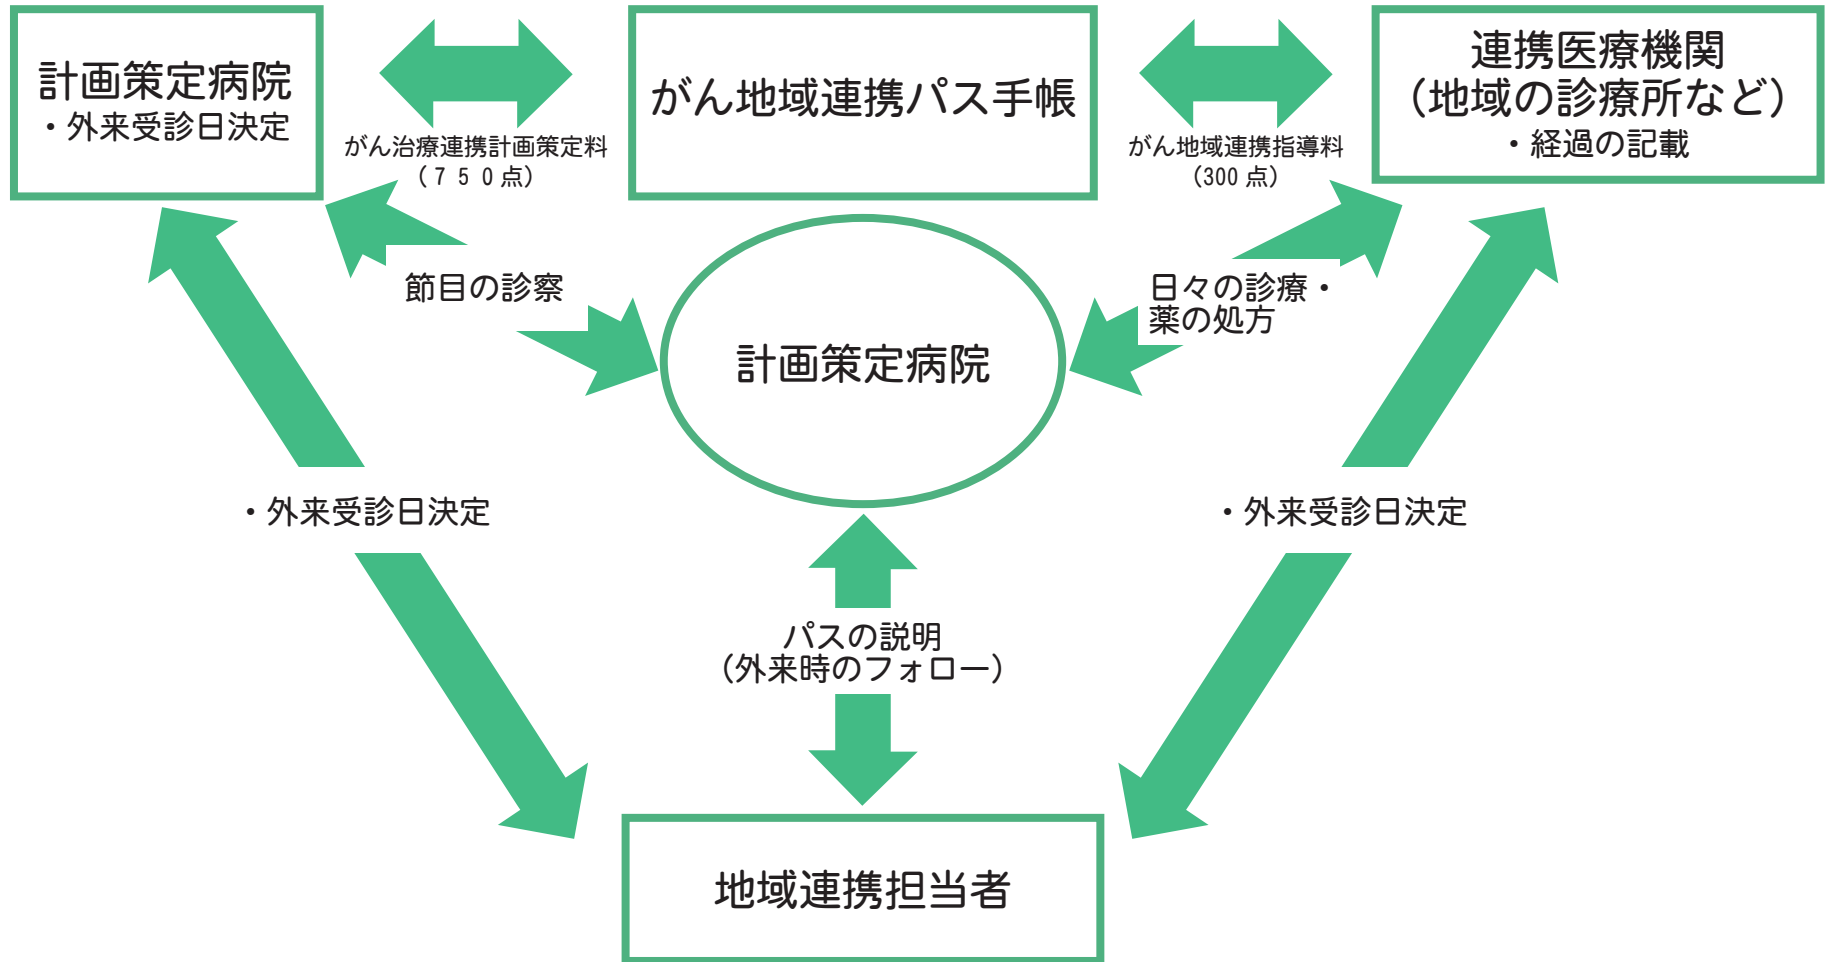 計画策定病院
・外来受診日決定
がん治療連携計画策定料
（７５０点）
がん地域連携パス手帳
がん地域連携指導料
（300 点）
連携医療機関
（地域の診療所など）
・経過の記載
節目の診察
日々の診療・
薬の処方
計画策定病院
・外来受診日決定
・外来受診日決定
パスの説明
（外来時のフォロー）
地域連携担当者